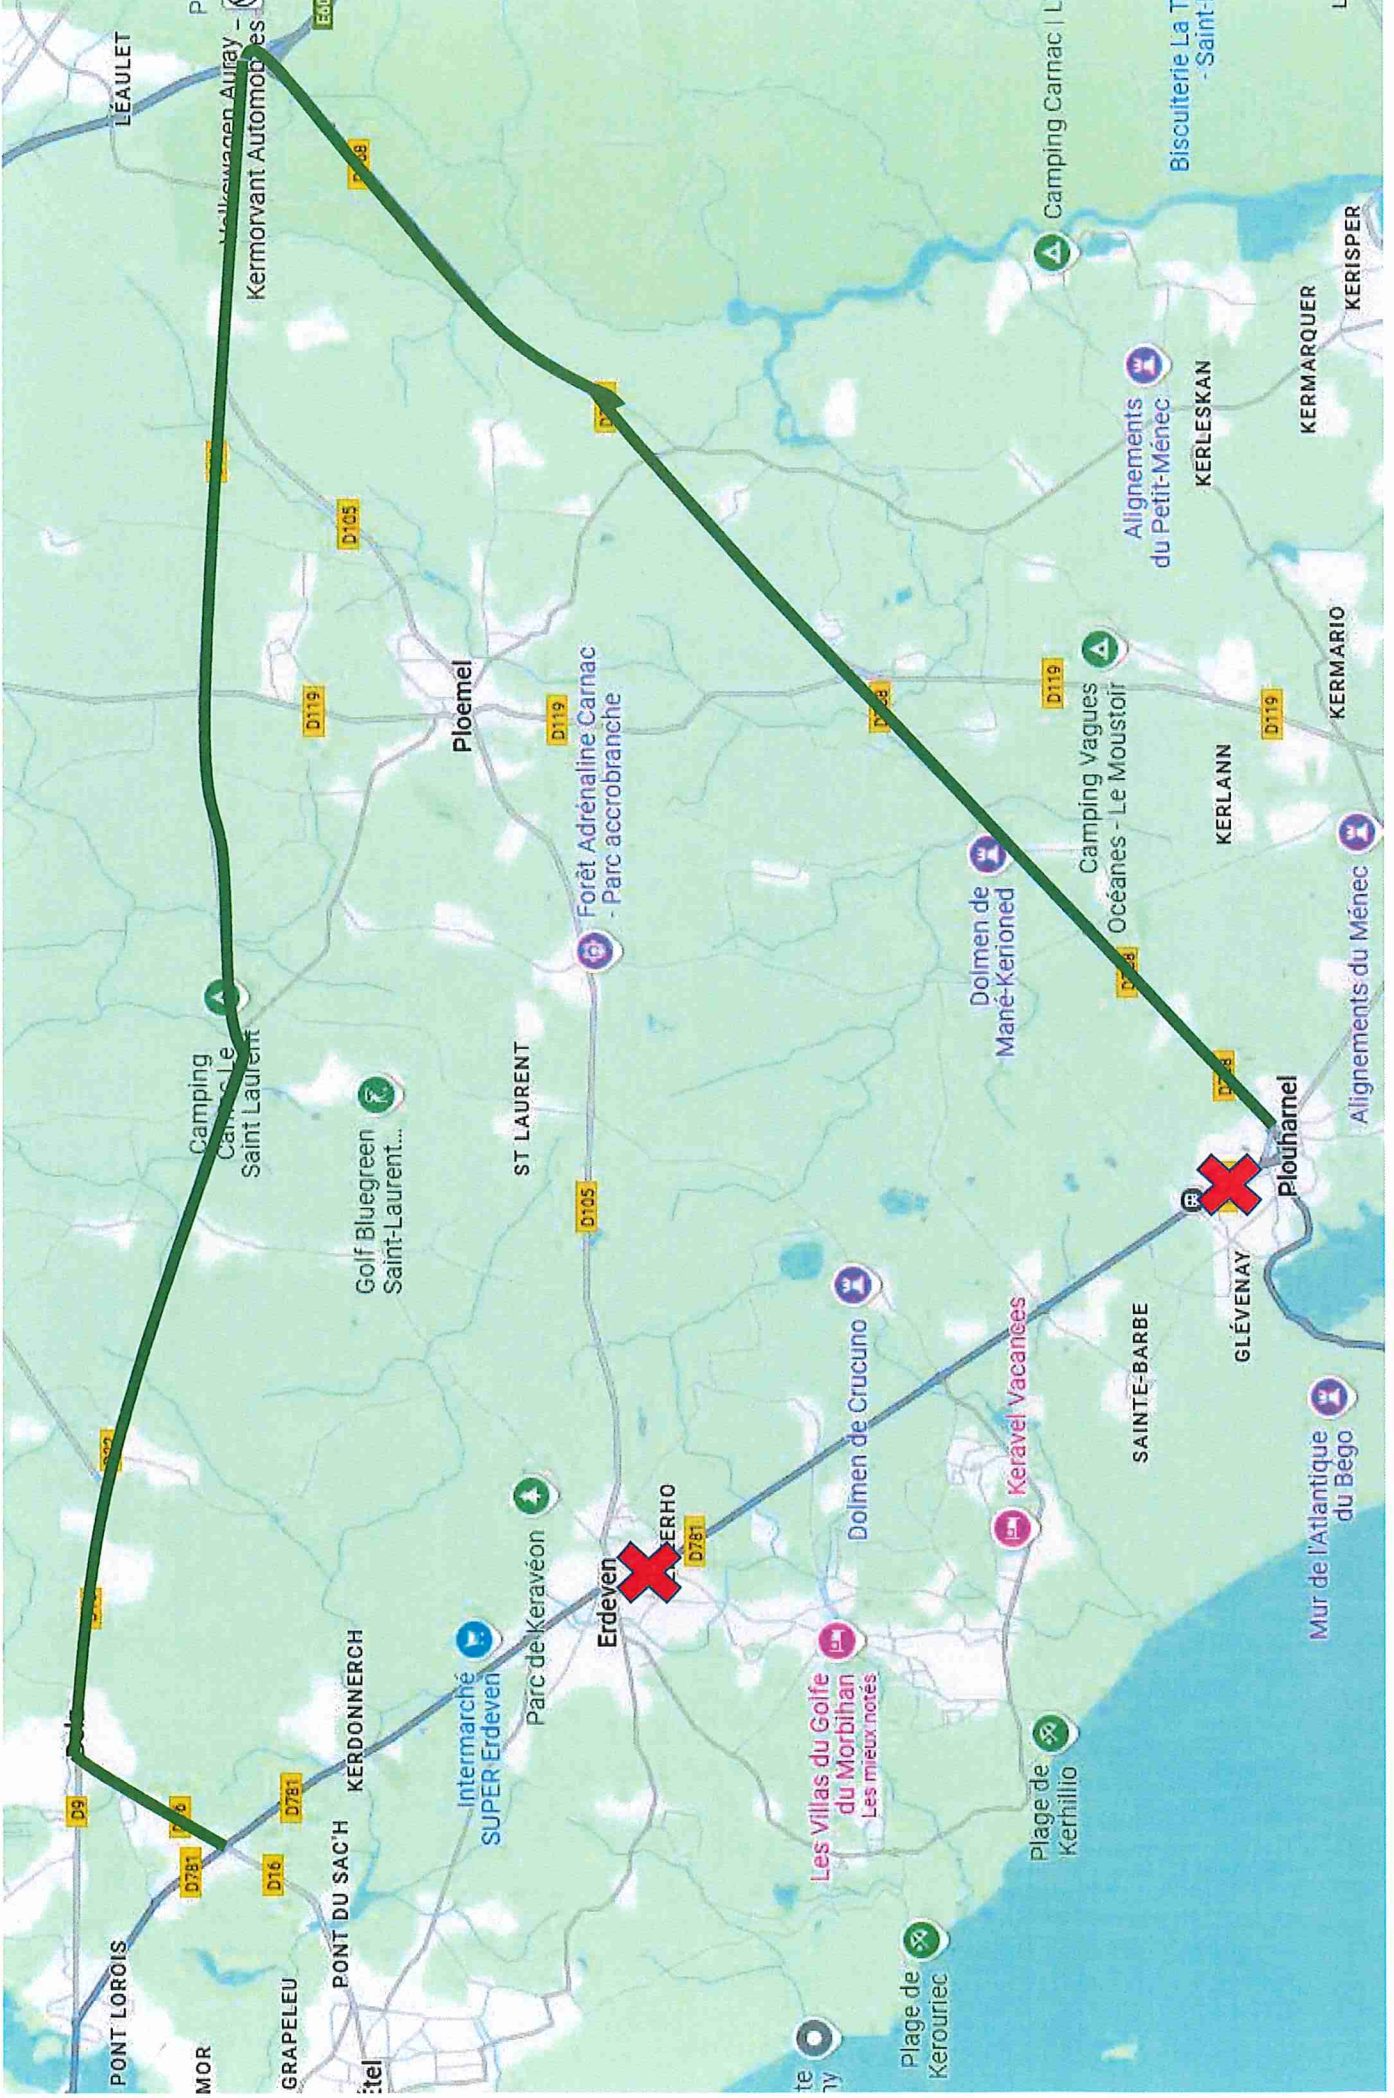 PONT LOROIS
MOR
GRAPELEU
PONT DU SAC'H
Étel
D9
D781
D16
D781
KERDONNERCH
Intermarché
SUPER Erdeven
Parc de Keravéon
Erdeven
D781
Les Villas du Golfe
du Morbihan
Les mieux notés
Plage de
Kerouriec
Plage de
Kerhillio
Dolmen de Crucuno
Keravel Vacances
SAINTE-BARBE
GLÉVENAY
Mur de l'Atlantique
du Bego
Camping
Saint Laurent
Golf Bluegreen
Saint-Laurent...
ST LAURENT
D105
Forêt Adrénaline Carnac
- Parc accrobranche
Ploemel
D119
D119
D105
Dolmen de
Mané-Kerioned
Camping Vagues
Océanes - Le Moustoir
D119
D119
Plouharnel
Alignements du Ménec
KERLANN
KERMARIO
LÉAULET
Volkswagen Auray -
Kermorvant Automobiles
E60
Camping Carnac | L
Biscuiterie La T
- Saint-
Alignements
du Petit-Ménec
KERLESKAN
KERMARQUER
KERISPER